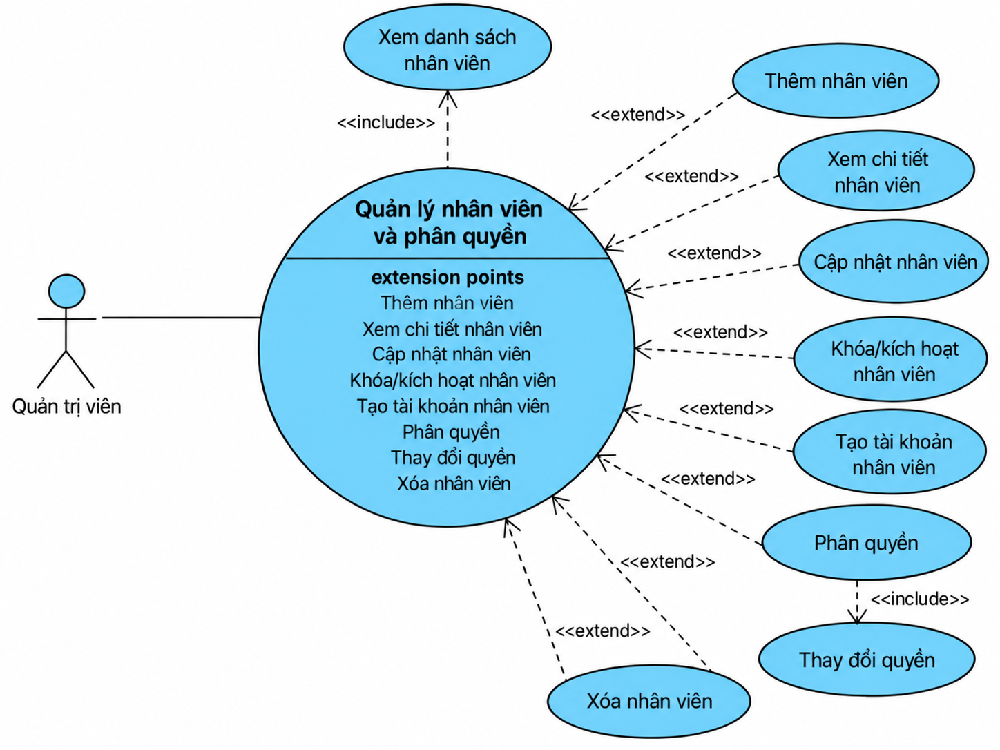 Xem danh sách
nhân viên
<<include>>
Thêm nhân viên
<<extend>>
Xem chi tiết
nhân viên
<<extend>>
Quản lý nhân viên
và phân quyền
extension points
Thêm nhân viên
Xem chi tiết nhân viên
Cập nhật nhân viên
Khóa/kích hoạt nhân viên
Tạo tài khoản nhân viên
Phân quyền
Thay đổi quyền
Xóa nhân viên
Quản trị viên
<<extend>>
Cập nhật nhân viên
<<extend>>
Khóa/kích hoạt
nhân viên
<<extend>>
Tạo tài khoản
nhân viên
<<extend>>
Phân quyền
<<extend>>
<<include>>
<<extend>>
Thay đổi quyền
Xóa nhân viên